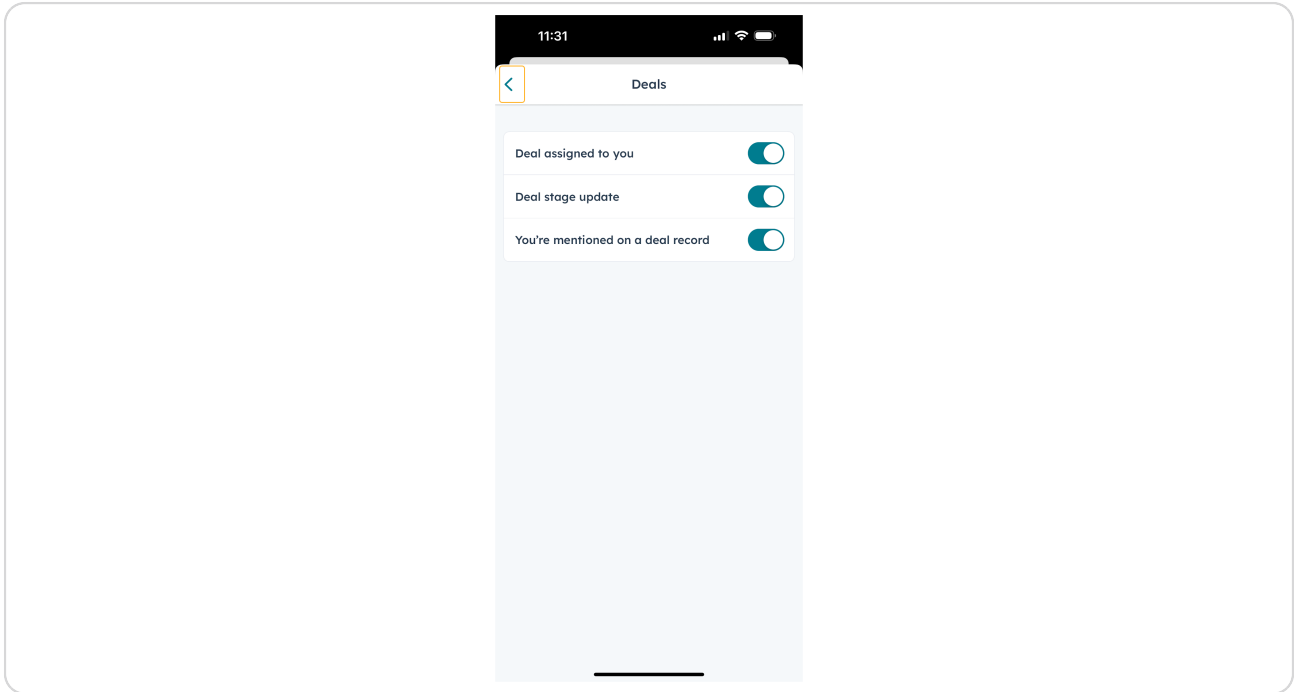 11:31
Deals
Deal assigned to you
Deal stage update
You’re mentioned on a deal record